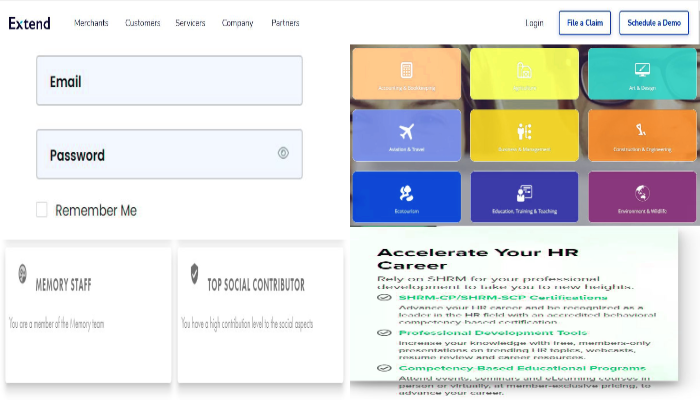 Extend
Merchants Customers Servicers Company Partners
Login File a Claim Schedule a Demo
Email
Password
Remember Me
Art & Design
Aviation & Travel
Construction & Engineering
Ecotourism
Education, Training & Teaching
Environment & Wildlife
MEMORY STAFF
You are a member of the Memory team
TOP SOCIAL CONTRIBUTOR
You have a high contribution level to the social aspects
Accelerate Your HR
Career
Rely on SHRM for your professional
development to take you to new heights.
SHRM-CP/SHRM-SCP Certifications
Advance your HR career and be recognized as a
leader in the HR field with an accredited behavioral
competency-based certification.
Professional Development Tools
Increase your knowledge with free, members-only
presentations on trending HR topics, webcasts,
resume review and career resources.
Competency-Based Educational Programs
Attend events, seminars and eLearning courses in
person or virtually, at member-exclusive pricing, to
advance your career.